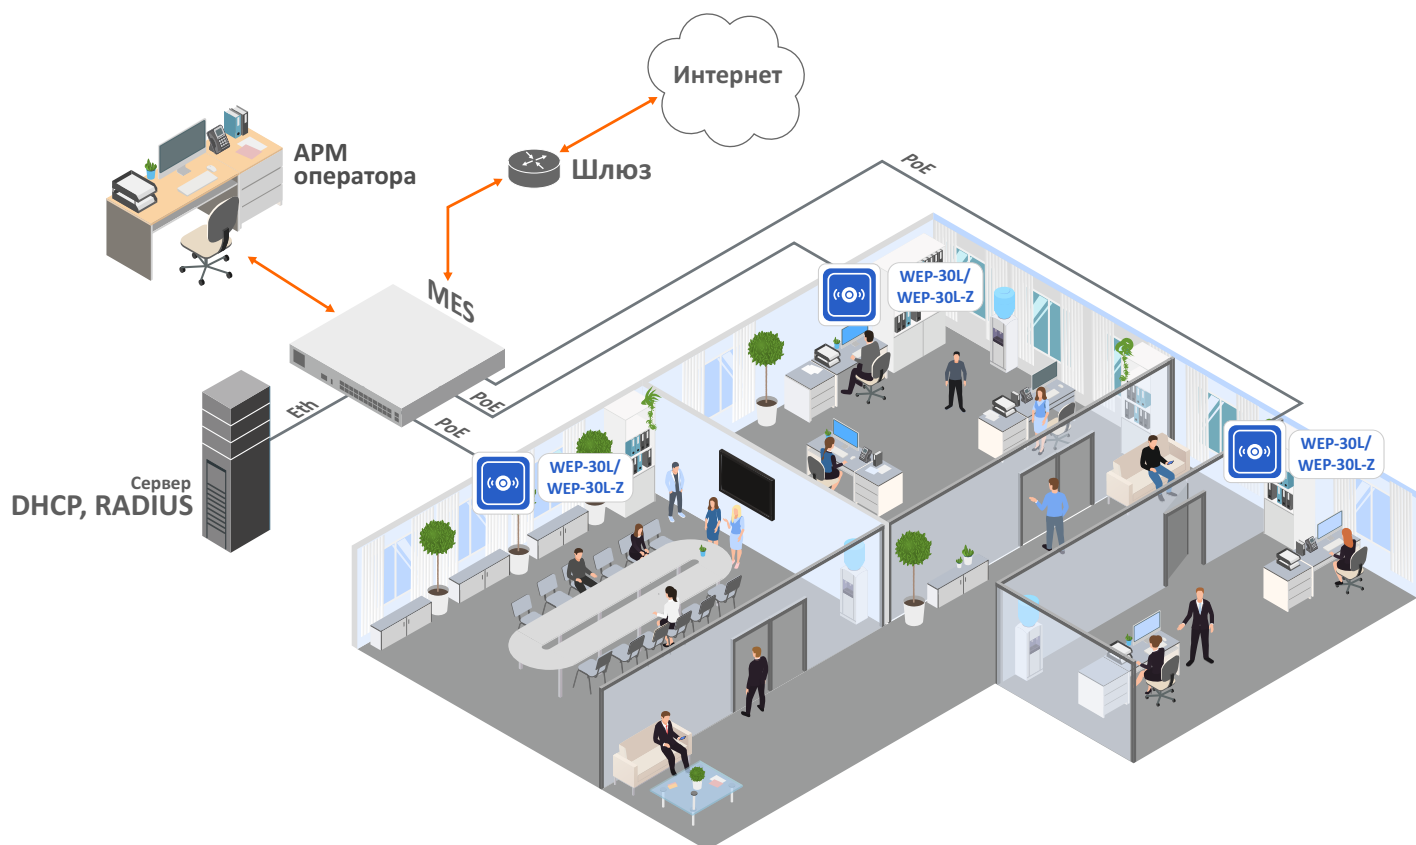 Интернет
АРМ
оператора
Шлюз
PoE
MES
WEP-30L/
WEP-30L-Z
Eth
PoE
PoE
WEP-30L/
WEP-30L-Z
WEP-30L/
WEP-30L-Z
Сервер
DHCP, RADIUS